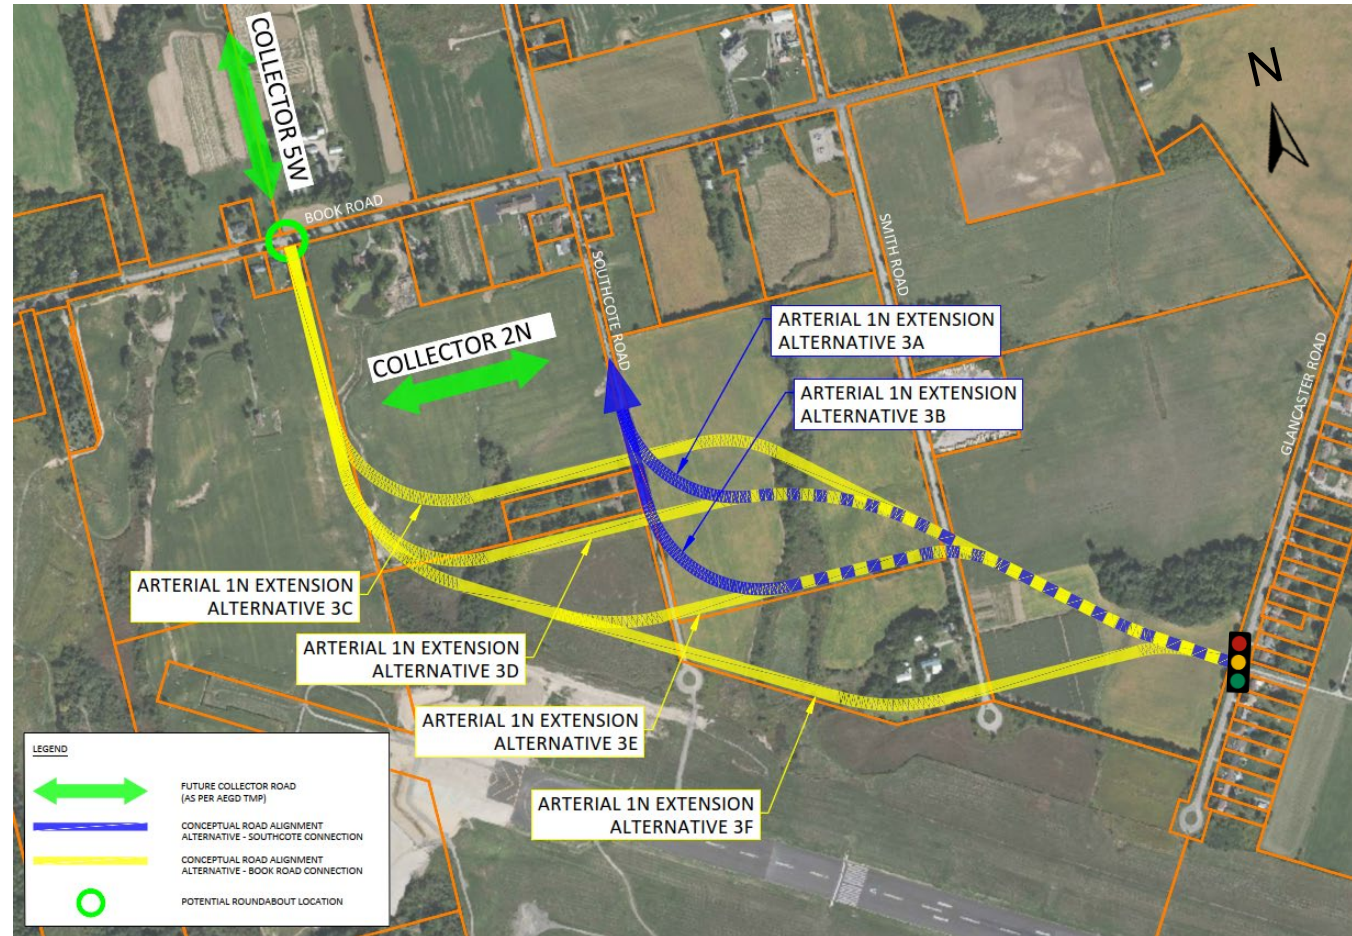 COLLECTOR 5W
N
BOOK ROAD
SOUTHCOTE ROAD
SMITH ROAD
GLANCASTER ROAD
COLLECTOR 2N
ARTERIAL 1N EXTENSION
ALTERNATIVE 3A
ARTERIAL 1N EXTENSION
ALTERNATIVE 3B
ARTERIAL 1N EXTENSION
ALTERNATIVE 3C
ARTERIAL 1N EXTENSION
ALTERNATIVE 3D
ARTERIAL 1N EXTENSION
ALTERNATIVE 3E
ARTERIAL 1N EXTENSION
ALTERNATIVE 3F
LEGEND
FUTURE COLLECTOR ROAD
(AS PER AEGD TMP)
CONCEPTUAL ROAD ALIGNMENT
ALTERNATIVE - SOUTHCOTE CONNECTION
CONCEPTUAL ROAD ALIGNMENT
ALTERNATIVE - BOOK ROAD CONNECTION
POTENTIAL ROUNDABOUT LOCATION